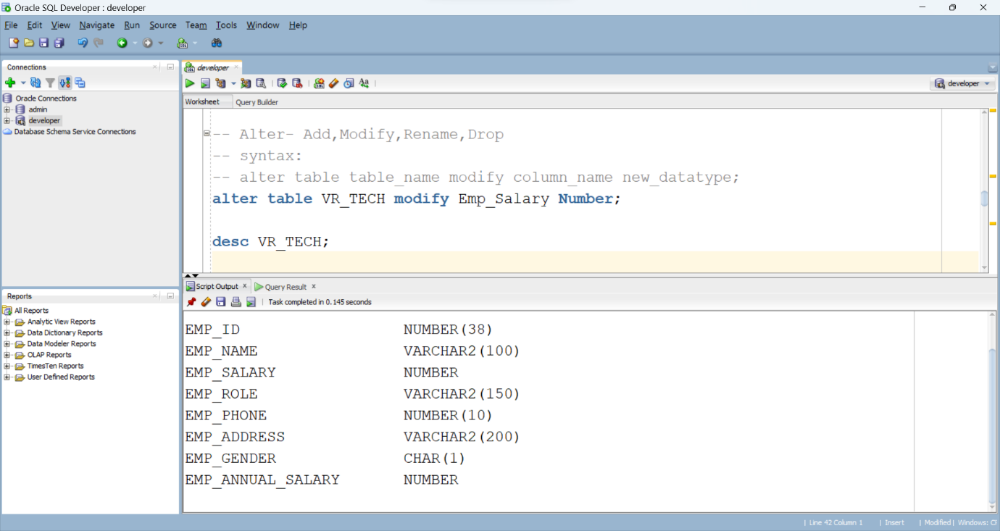 Oracle SQL Developer : developer
File Edit View Navigate Run Source Team Tools Window Help
Connections
Oracle Connections
admin
developer
Database Schema Service Connections
Reports
All Reports
Analytic View Reports
Data Dictionary Reports
Data Modeler Reports
OLAP Reports
TimesTen Reports
User Defined Reports
developer
developer
Worksheet Query Builder
-- Alter- Add,Modify,Rename,Drop
-- syntax:
-- alter table table_name modify column_name new_datatype;
alter table VR_TECH modify Emp_Salary Number;
desc VR_TECH;
Script Output Query Result
Task completed in 0.145 seconds
EMP_ID NUMBER(38)
EMP_NAME VARCHAR2(100)
EMP_SALARY NUMBER
EMP_ROLE VARCHAR2(150)
EMP_PHONE NUMBER(10)
EMP_ADDRESS VARCHAR2(200)
EMP_GENDER CHAR(1)
EMP_ANNUAL_SALARY NUMBER
| Line 42 Column 1 | Insert | Modified | Windows: